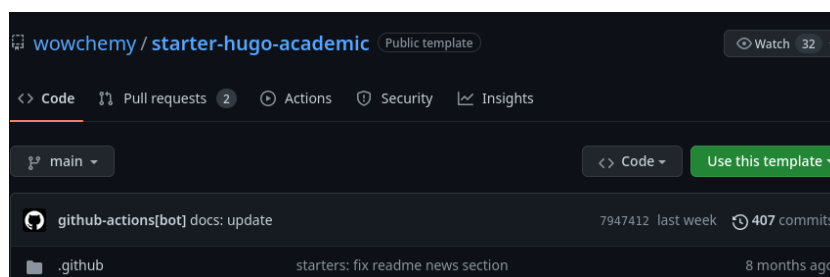 wowchemy / starter-hugo-academic Public template Watch 32
<> Code Pull requests 2 Actions Security Insights
main <> Code Use this template
github-actions[bot] docs: update 7947412 last week 407 commits
.github starters: fix readme news section 8 months ago